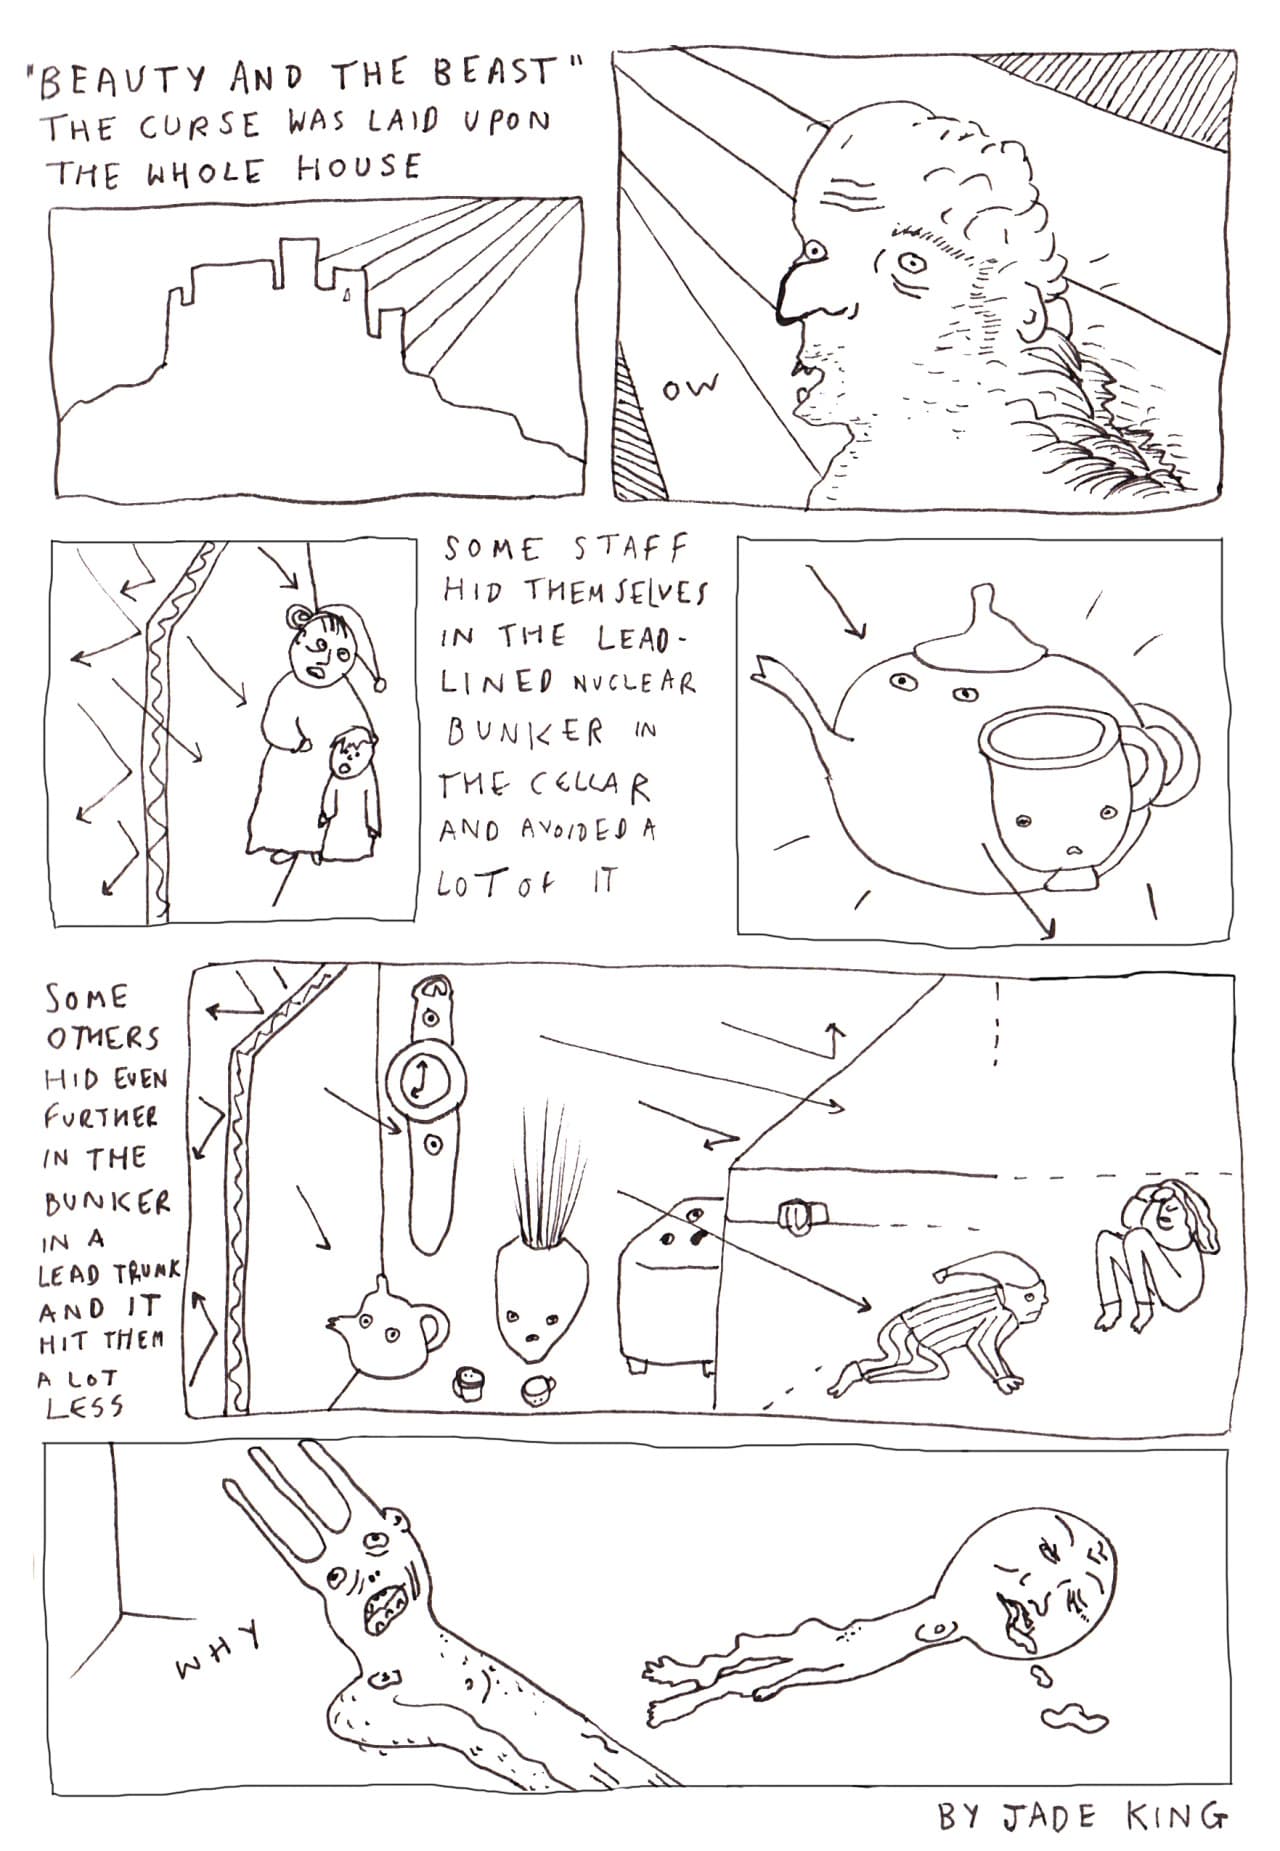 "BEAUTY AND THE BEAST"
THE CURSE WAS LAID UPON
THE WHOLE HOUSE
OW
SOME STAFF
HID THEMSELVES
IN THE LEAD-
LINED NUCLEAR
BUNKER IN
THE CELLAR
AND AVOIDED A
LOT OF IT
SOME
OTHERS
HID EVEN
FURTHER
IN THE
BUNKER
IN A
LEAD TRUNK
AND IT
HIT THEM
A LOT
LESS
WHY
BY JADE KING